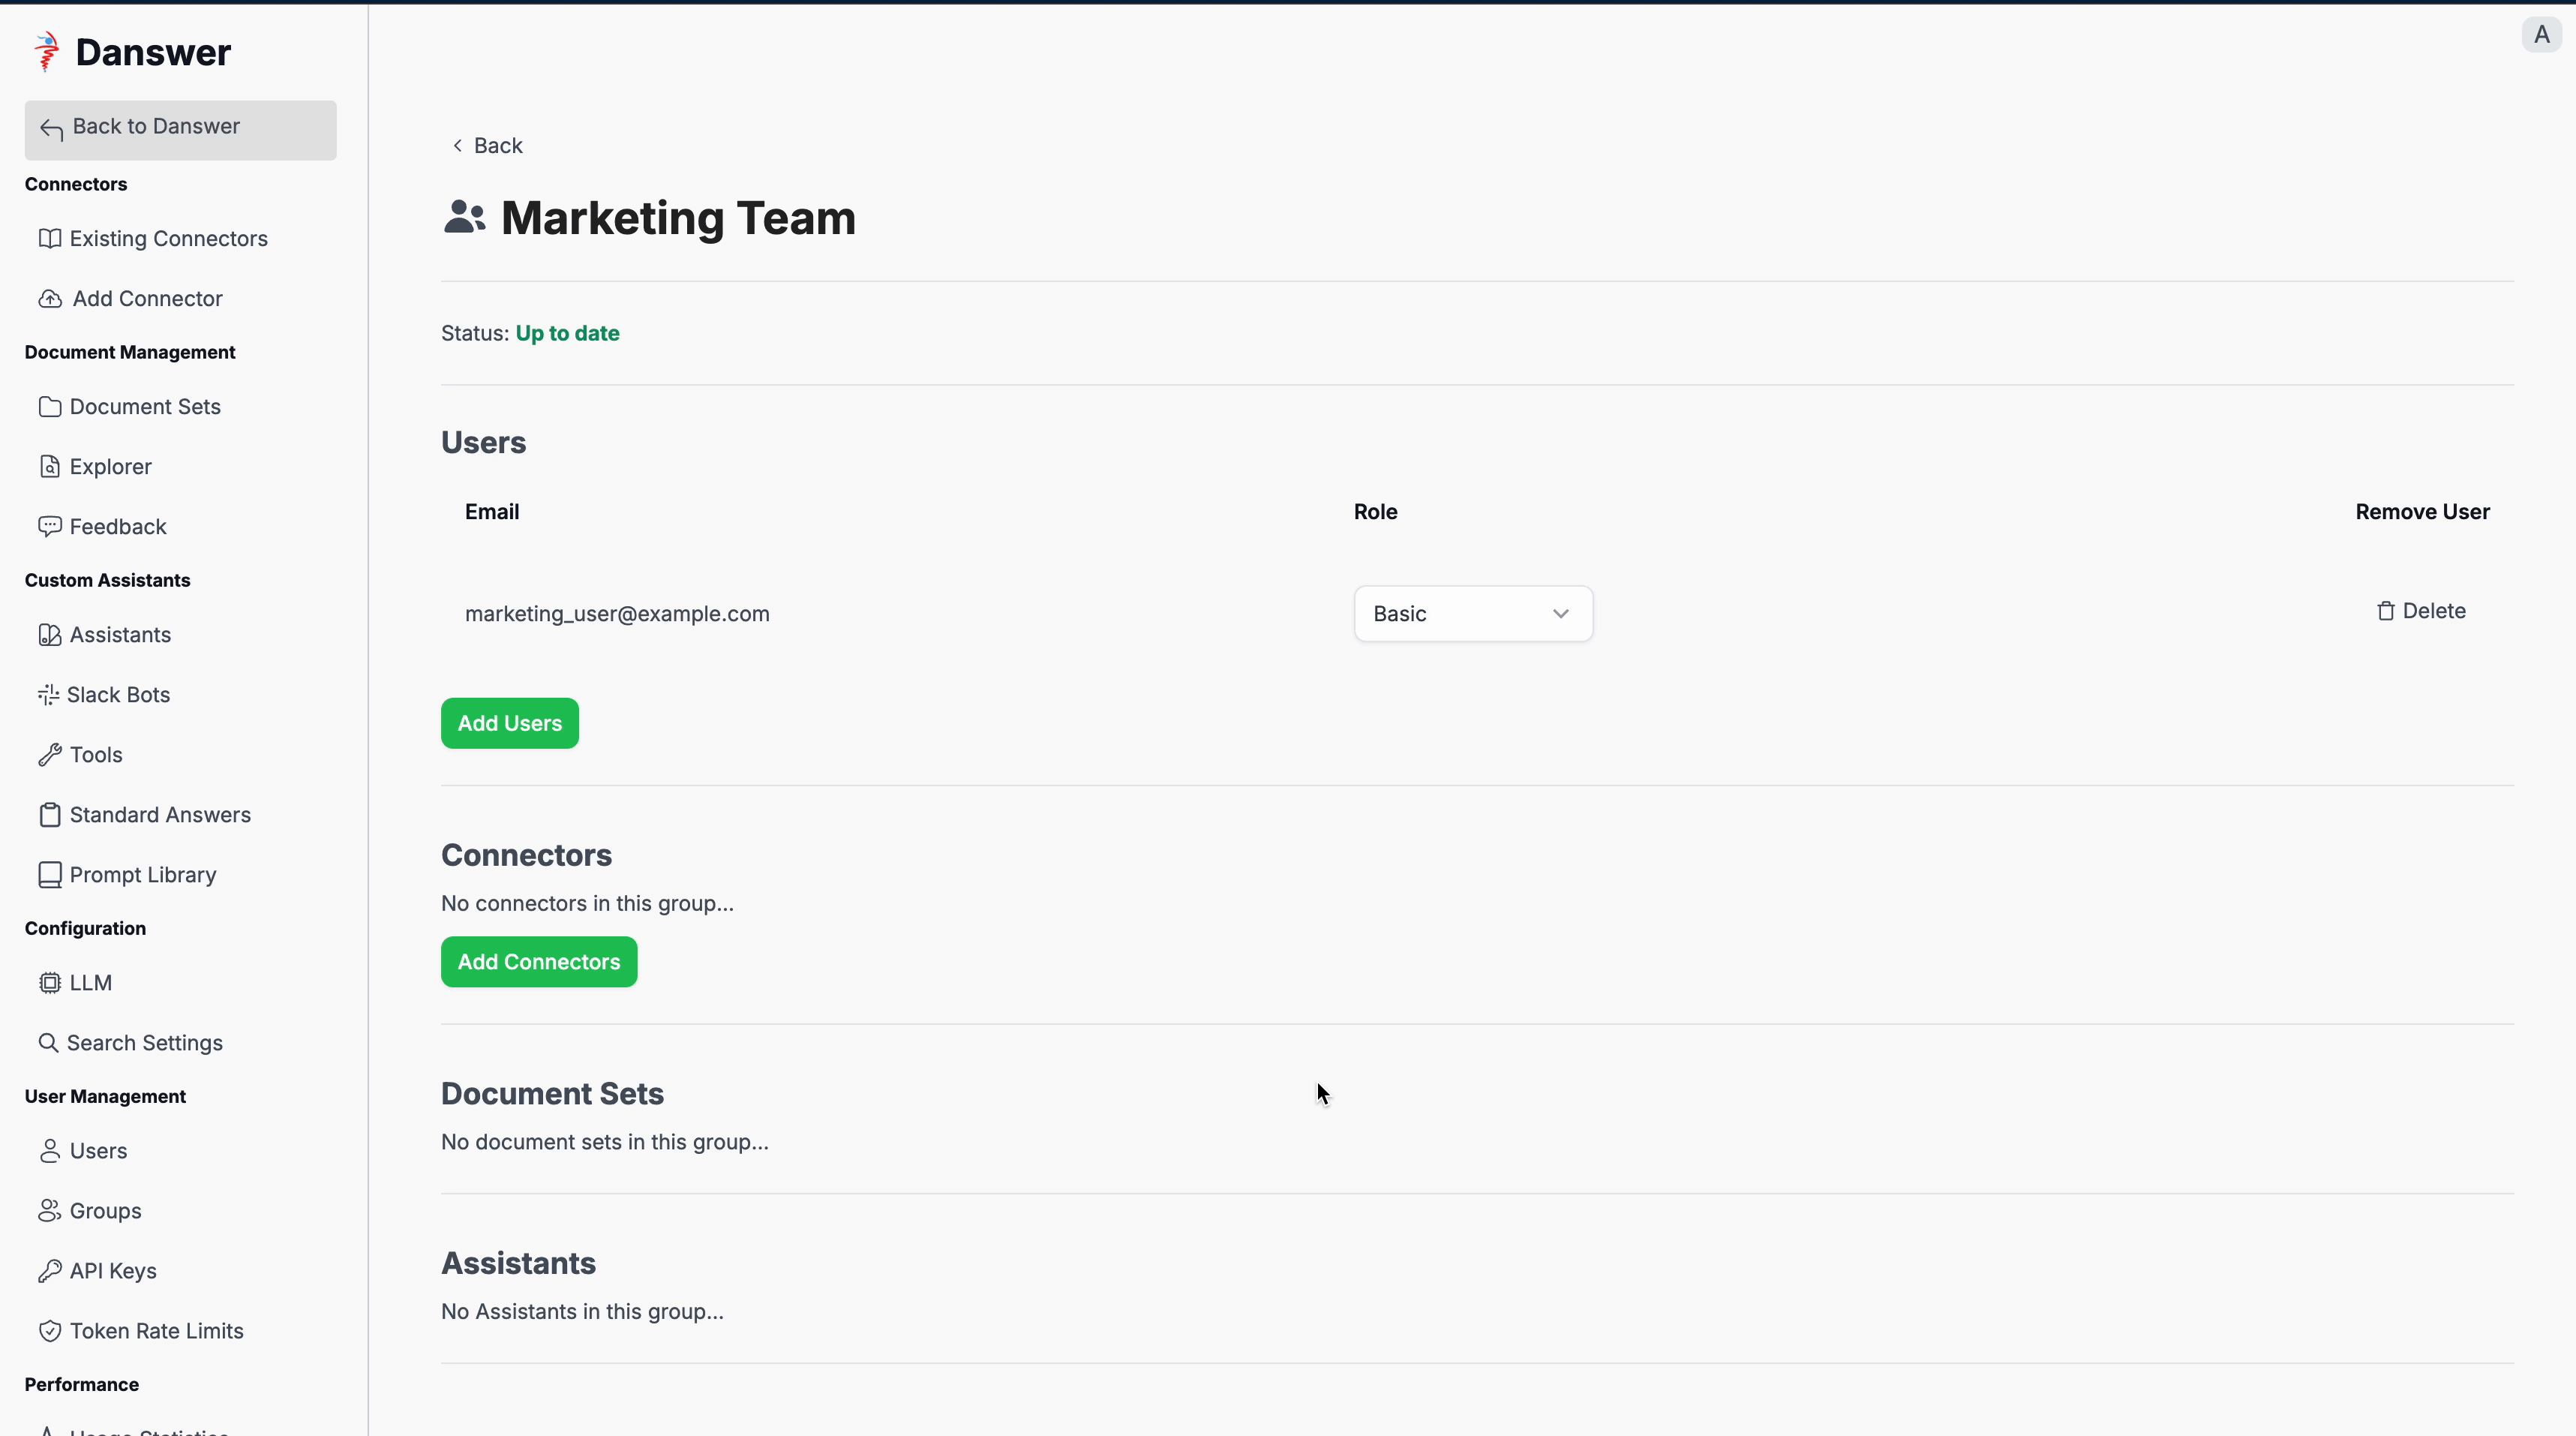 Danswer
A
Back to Danswer
Connectors
Existing Connectors
Add Connector
Document Management
Document Sets
Explorer
Feedback
Custom Assistants
Assistants
Slack Bots
Tools
Standard Answers
Prompt Library
Configuration
LLM
Search Settings
User Management
Users
Groups
API Keys
Token Rate Limits
Performance
Usage Statistics
Back
Marketing Team
Status: Up to date
Users
Email Role Remove User
marketing_user@example.com Basic Delete
Add Users
Connectors
No connectors in this group...
Add Connectors
Document Sets
No document sets in this group...
Assistants
No Assistants in this group...